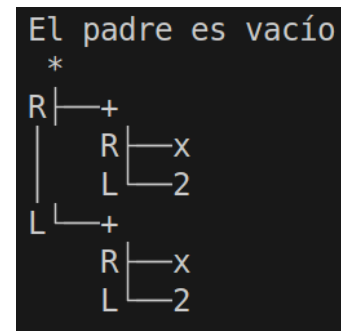 El padre es vacío
*
R├──+
│   R├──x
│   L└──2
L└──+
    R├──x
    L└──2